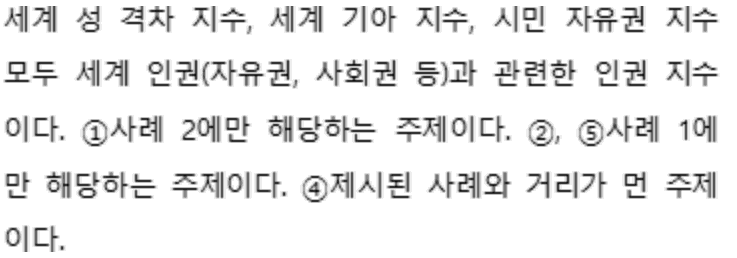 세계 성 격차 지수, 세계 기아 지수, 시민 자유권 지수
모두 세계 인권(자유권, 사회권 등)과 관련한 인권 지수
이다. ①사례 2에만 해당하는 주제이다. ②, ⑤사례 1에
만 해당하는 주제이다. ④제시된 사례와 거리가 먼 주제
이다.